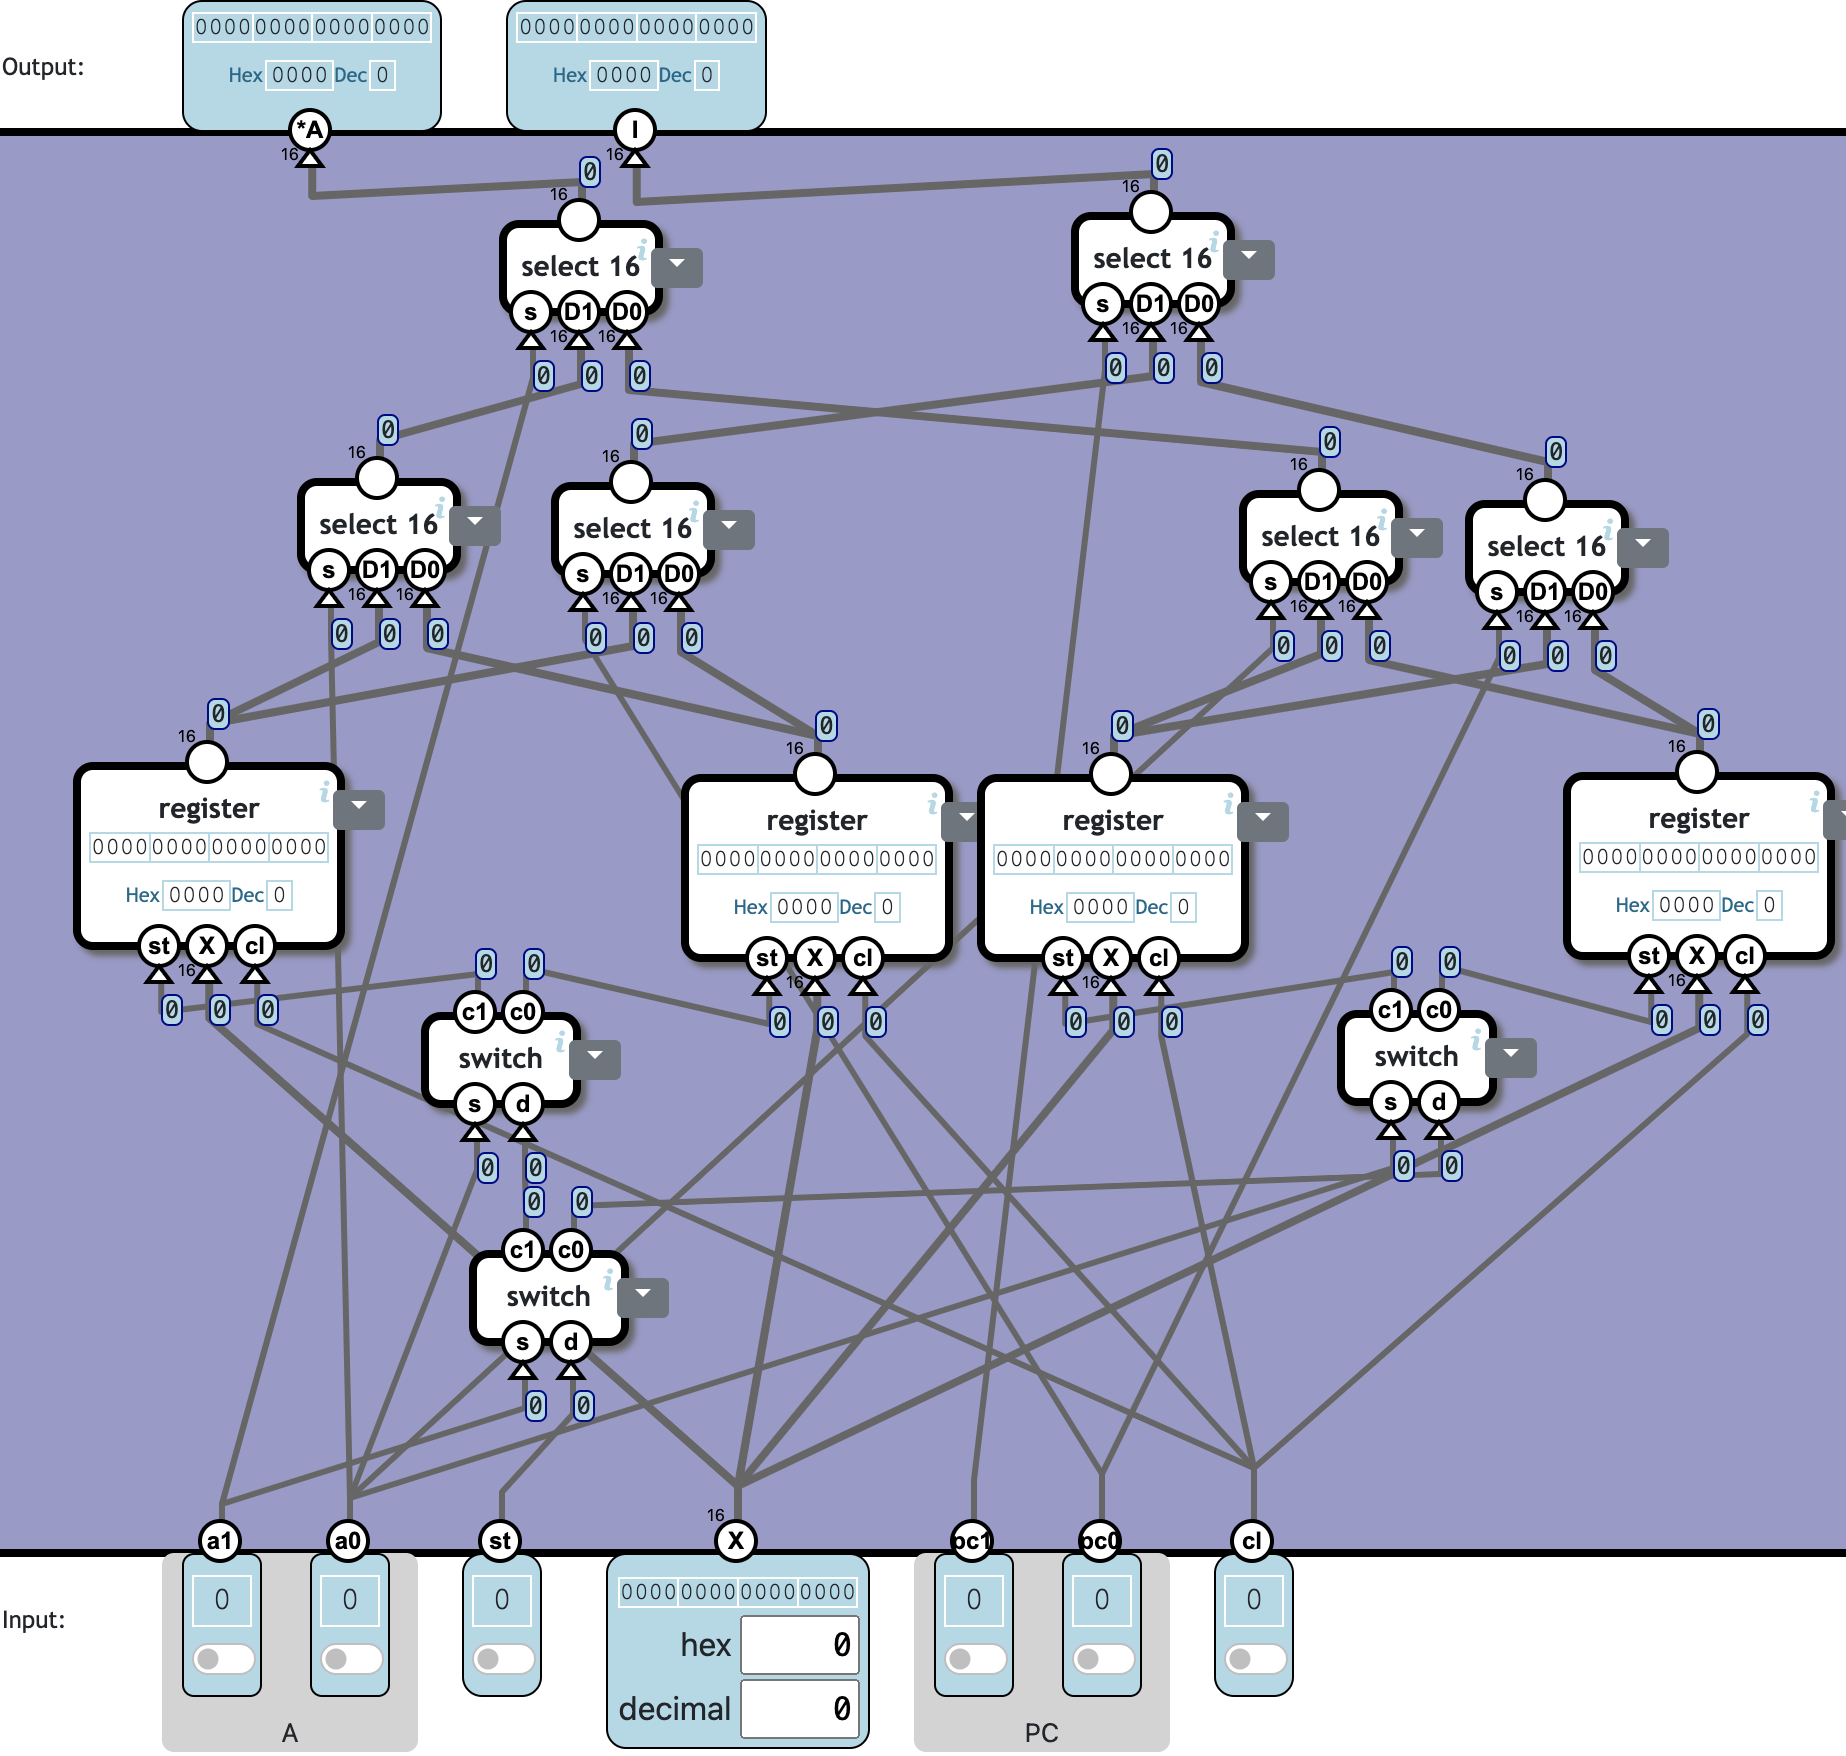 0000 0000 0000 0000
0000 0000 0000 0000
Output:
Hex 0000 Dec 0
Hex 0000 Dec 0
*A
I
16
16
0
0
16
16
select 16
i
select 16
i
s D1 D0
s D1 D0
16 16
16 16
0 0 0
0 0 0
0
0
0
0
16
16
16
16
select 16
i
select 16
i
select 16
i
select 16
i
s D1 D0
s D1 D0
s D1 D0
s D1 D0
16 16
16 16
16 16
16 16
0 0 0
0 0 0
0 0 0
0 0 0
0
0
0
0
16
16
16
16
register
i
register
i
register
i
register
i
0000 0000 0000 0000
0000 0000 0000 0000
0000 0000 0000 0000
0000 0000 0000 0000
Hex 0000 Dec 0
Hex 0000 Dec 0
Hex 0000 Dec 0
Hex 0000 Dec 0
st X cl
st X cl
st X cl
st X cl
16
16
16
16
0 0
0 0
0 0 0
0 0 0
0 0 0
0 0 0
c1 c0
c1 c0
switch
i
switch
i
s d
s d
0 0
0 0
0 0
c1 c0
switch
i
s d
0 0
16
a1
a0
st
X
pc1
pc0
cl
Input:
0
0
0
0000 0000 0000 0000
0
0
0
hex 0
decimal 0
A
PC